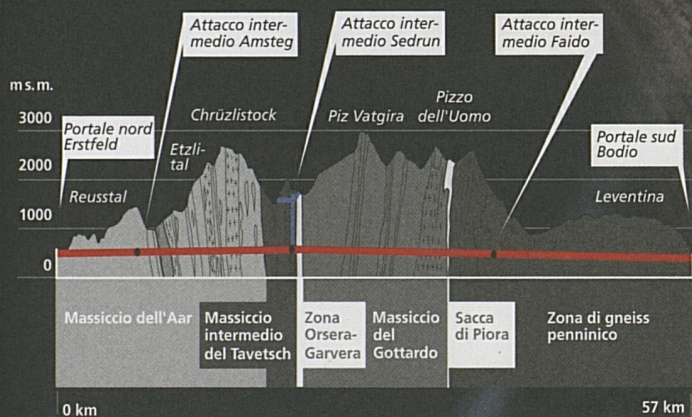 Attacco inter-
medio Amsteg
Attacco inter-
medio Sedrun
Attacco inter-
medio Faido
m s.m.
3000
2000
1000
0
Portale nord
Erstfeld
Reusstal
Etzli-
tal
Chrüzlistock
Piz Vatgira
Pizzo
dell'Uomo
Portale sud
Bodio
Leventina
Massiccio dell'Aar
Massiccio
intermedio
del Tavetsch
Zona
Orsera-
Garvera
Massiccio
del
Gottardo
Sacca
di Piora
Zona di gneiss
penninico
0 km
57 km